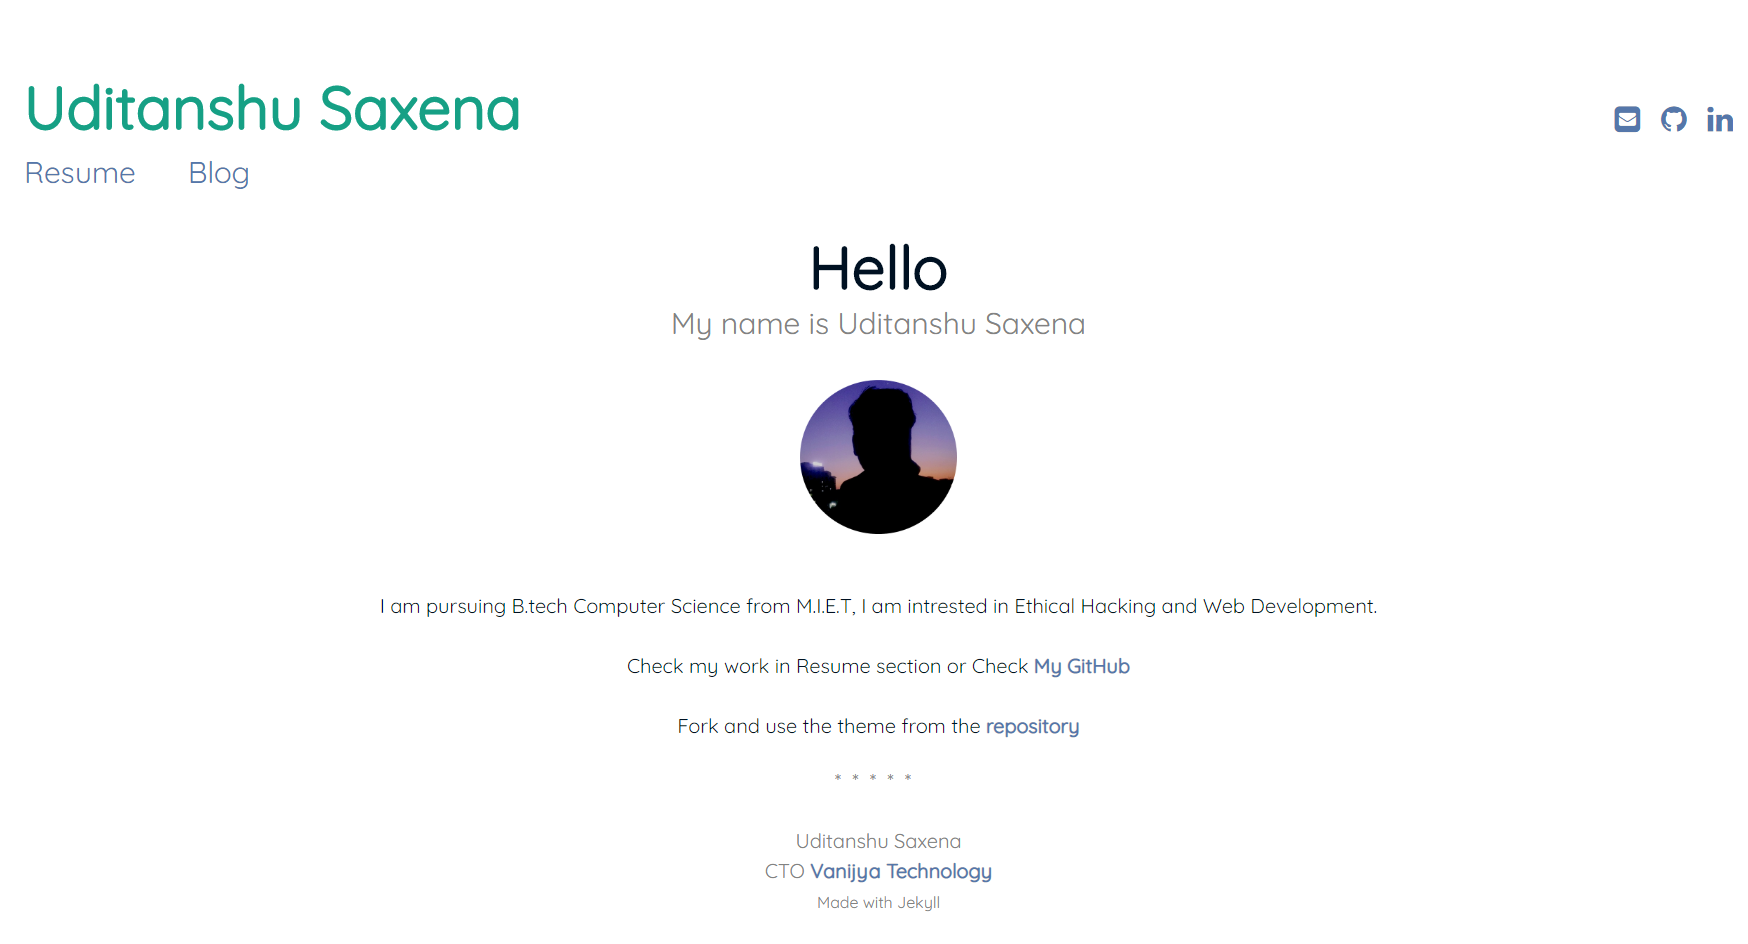 Uditanshu Saxena
Resume Blog
Hello
My name is Uditanshu Saxena
I am pursuing B.tech Computer Science from M.I.E.T, I am intrested in Ethical Hacking and Web Development.
Check my work in Resume section or Check My GitHub
Fork and use the theme from the repository
* * * * *
Uditanshu Saxena
CTO Vanijya Technology
Made with Jekyll